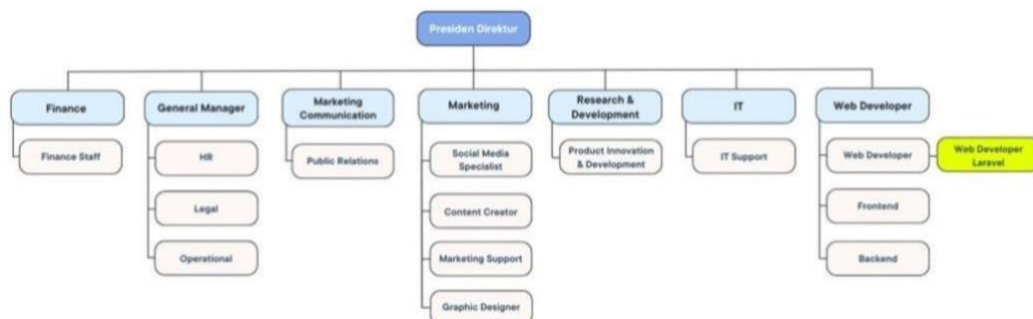 Presiden Direktur
Finance
General Manager
Marketing
Communication
Marketing
Research &
Development
IT
Web Developer
Finance Staff
HR
Legal
Operational
Public Relations
Social Media
Specialist
Content Creator
Marketing Support
Graphic Designer
Product Innovation
& Development
IT Support
Web Developer
Frontend
Backend
Web Developer
Laravel